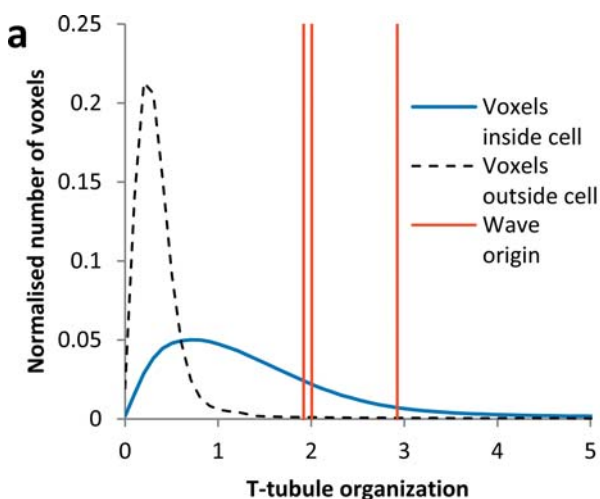 a
0.25
0.2
0.15
0.1
0.05
0
Normalised number of voxels
Voxels
inside cell
Voxels
outside cell
Wave
origin
0 1 2 3 4 5
T-tubule organization